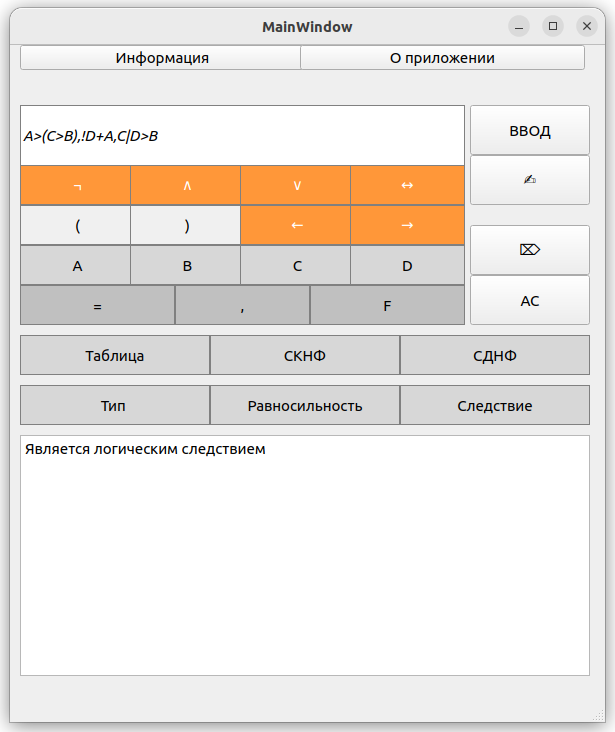 MainWindow
Информация О приложении
A>(C>B),!D+A,C|D>B
ВВОД
¬ ∧ ∨ ↔
✍
( ) ← →
⌦
A B C D
AC
= , F
Таблица СКНФ СДНФ
Тип Равносильность Следствие
Является логическим следствием